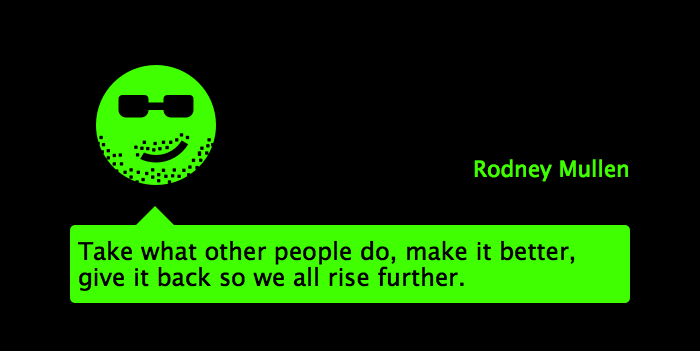 Rodney Mullen
Take what other people do, make it better,
give it back so we all rise further.